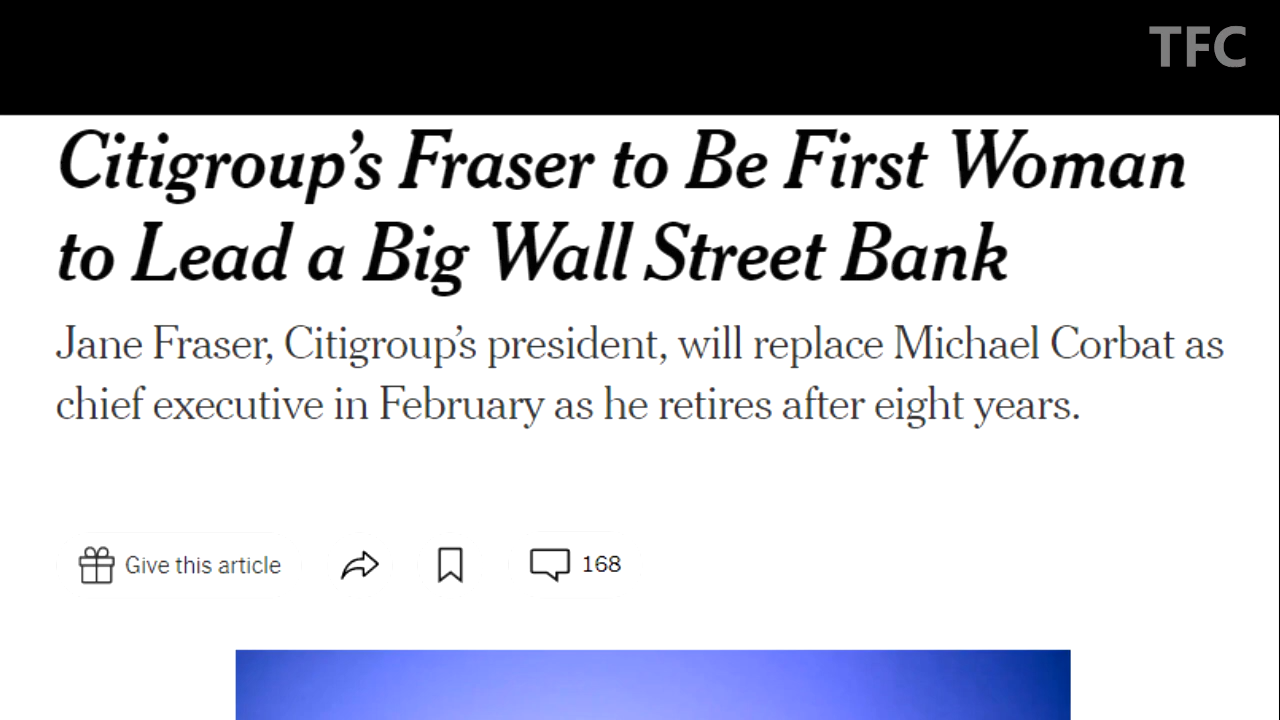 TFC
Citigroup’s Fraser to Be First Woman
to Lead a Big Wall Street Bank
Jane Fraser, Citigroup’s president, will replace Michael Corbat as
chief executive in February as he retires after eight years.
Give this article
168